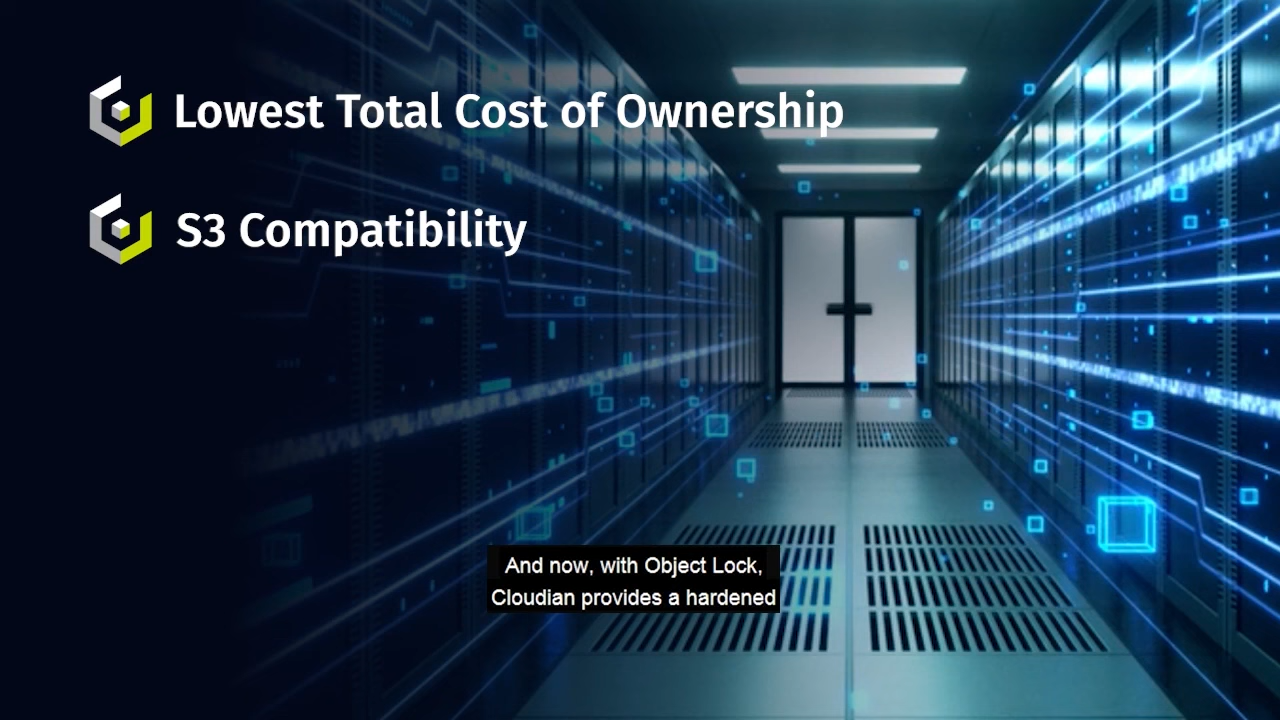 Lowest Total Cost of Ownership
S3 Compatibility
And now, with Object Lock,
Cloudian provides a hardened